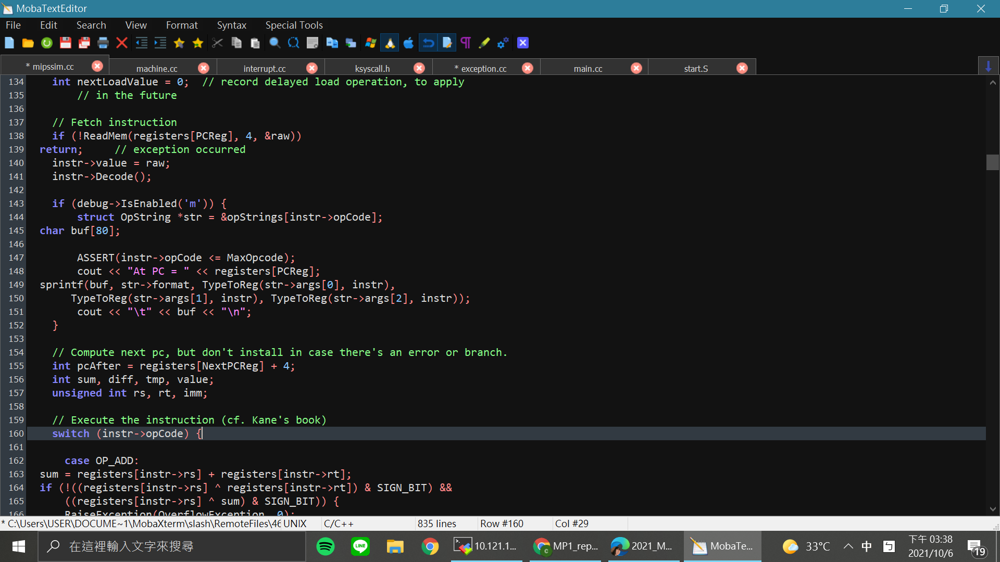 MobaTextEditor
File Edit Search View Format Syntax Special Tools
* mipssim.cc machine.cc interrupt.cc ksyscall.h * exception.cc main.cc start.S
134 int nextLoadValue = 0; // record delayed load operation, to apply
135 // in the future
136
137 // Fetch instruction
138 if (!ReadMem(registers[PCReg], 4, &raw))
139 return; // exception occurred
140 instr->value = raw;
141 instr->Decode();
142
143 if (debug->IsEnabled('m')) {
144 struct OpString *str = &opStrings[instr->opCode];
145 char buf[80];
146
147 ASSERT(instr->opCode <= MaxOpcode);
148 cout << "At PC = " << registers[PCReg];
149 sprintf(buf, str->format, TypeToReg(str->args[0], instr),
150 TypeToReg(str->args[1], instr), TypeToReg(str->args[2], instr));
151 cout << "\t" << buf << "\n";
152 }
153
154 // Compute next pc, but don't install in case there's an error or branch.
155 int pcAfter = registers[NextPCReg] + 4;
156 int sum, diff, tmp, value;
157 unsigned int rs, rt, imm;
158
159 // Execute the instruction (cf. Kane's book)
160 switch (instr->opCode) {
161
162 case OP_ADD:
163 sum = registers[instr->rs] + registers[instr->rt];
164 if (!((registers[instr->rs] ^ registers[instr->rt]) & SIGN_BIT) &&
165 ((registers[instr->rs] ^ sum) & SIGN_BIT)) {
166 RaiseException(OverflowException, 0);
* C:\Users\USER\DOCUME~1\MobaXterm\slash\RemoteFiles\46 UNIX C/C++ 835 lines Row #160 Col #29
在這裡輸入文字來搜尋 LINE 10.121.1... MP1_rep... 2021_M... MobaTe... 33°C 中 ㄅ 下午 03:38
2021/10/6 19